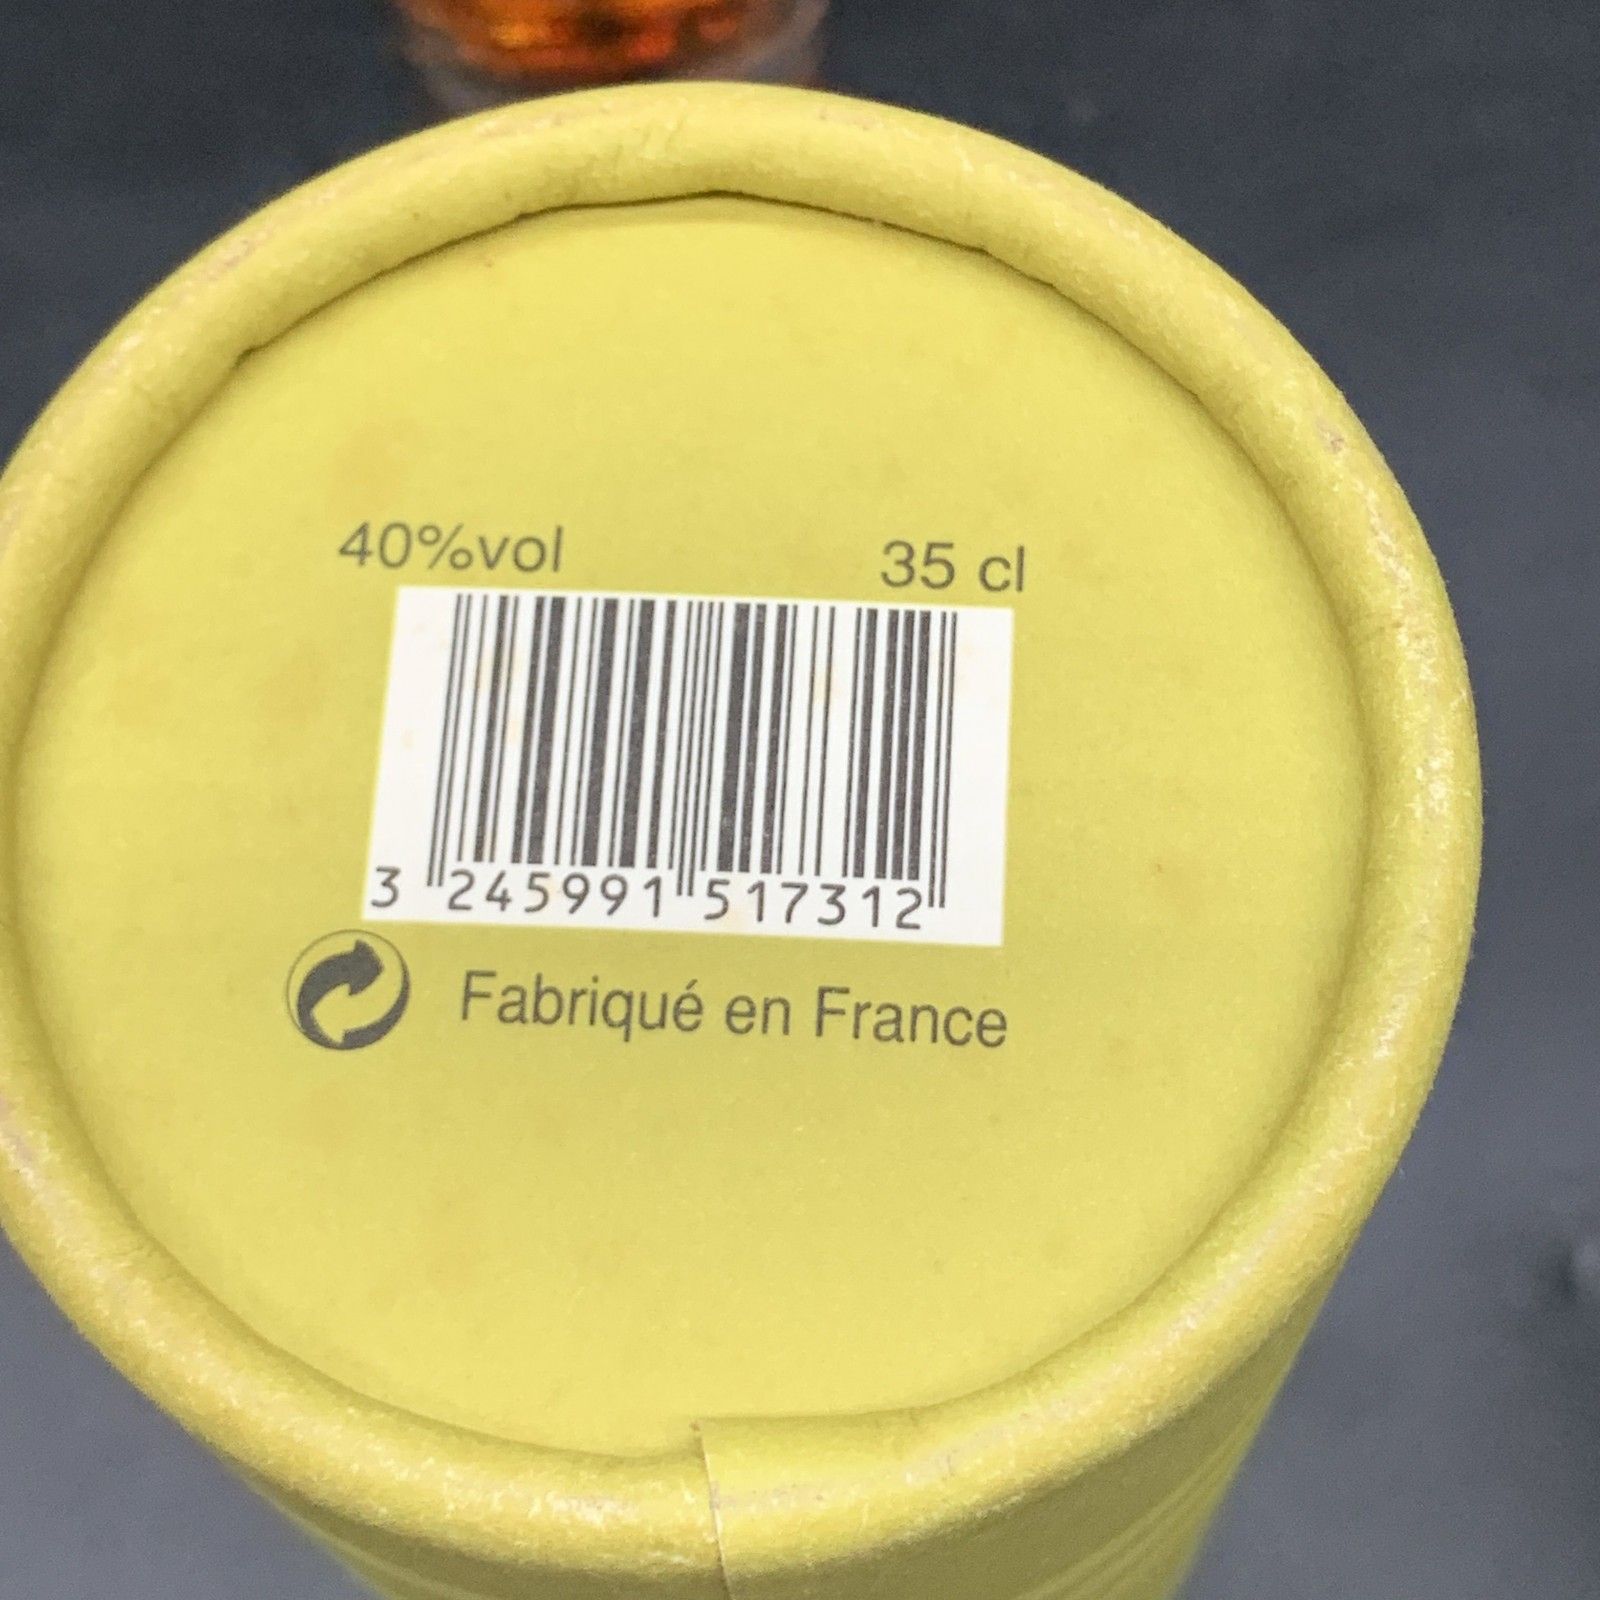 40%vol 35 cl
3 245991 517312
Fabriqué en France